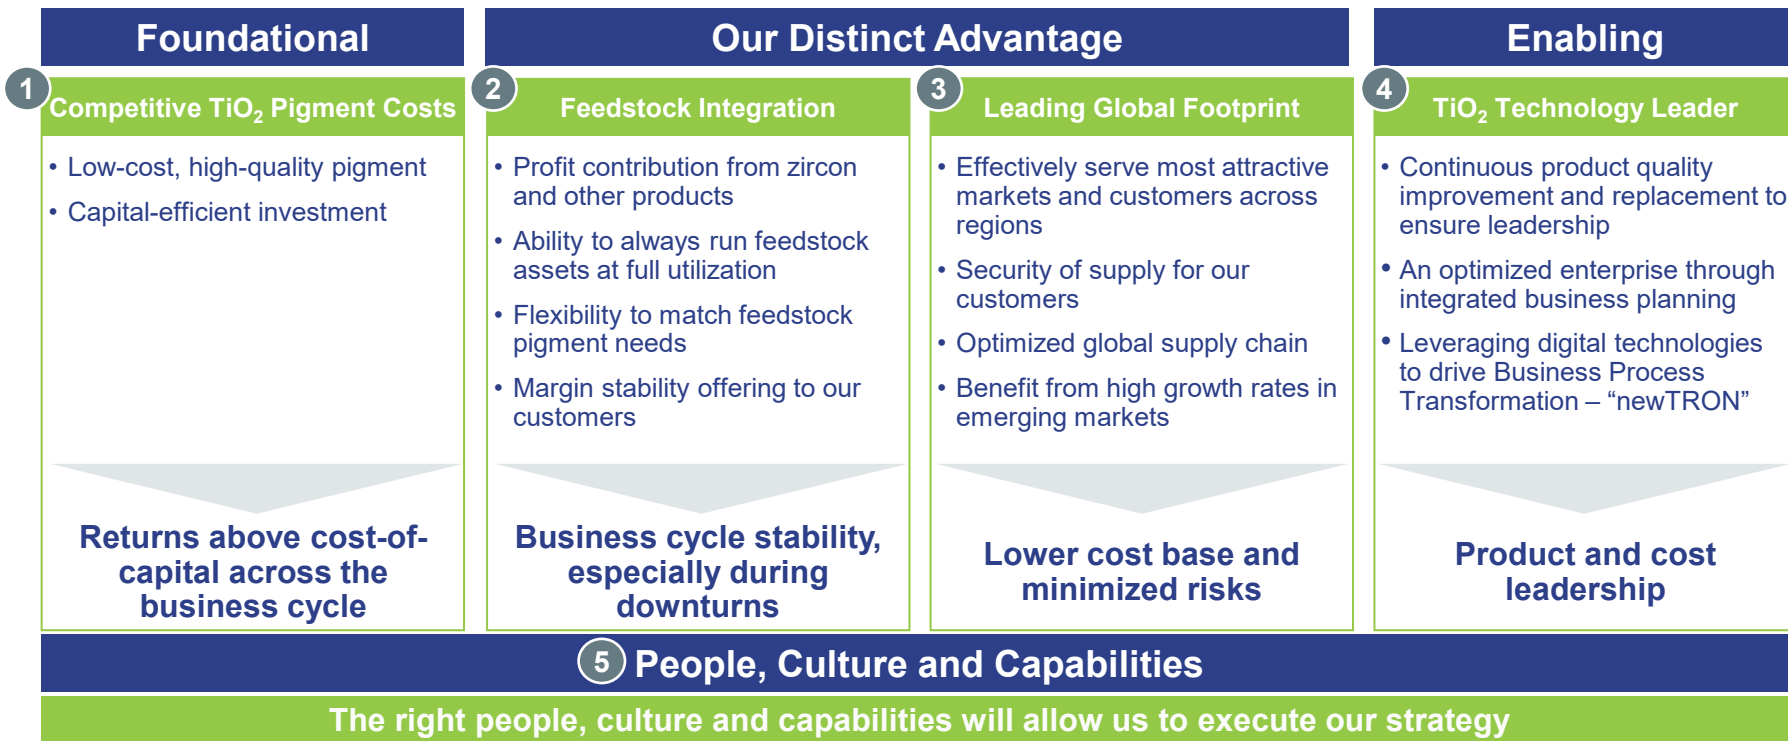 Foundational
Our Distinct Advantage
Enabling
1
Competitive TiO₂ Pigment Costs
• Low-cost, high-quality pigment
• Capital-efficient investment
Returns above cost-of-
capital across the
business cycle
2
Feedstock Integration
• Profit contribution from zircon
and other products
• Ability to always run feedstock
assets at full utilization
• Flexibility to match feedstock
pigment needs
• Margin stability offering to our
customers
Business cycle stability,
especially during
downturns
3
Leading Global Footprint
• Effectively serve most attractive
markets and customers across
regions
• Security of supply for our
customers
• Optimized global supply chain
• Benefit from high growth rates in
emerging markets
Lower cost base and
minimized risks
4
TiO₂ Technology Leader
• Continuous product quality
improvement and replacement to
ensure leadership
• An optimized enterprise through
integrated business planning
• Leveraging digital technologies
to drive Business Process
Transformation – “newTRON”
Product and cost
leadership
5 People, Culture and Capabilities
The right people, culture and capabilities will allow us to execute our strategy